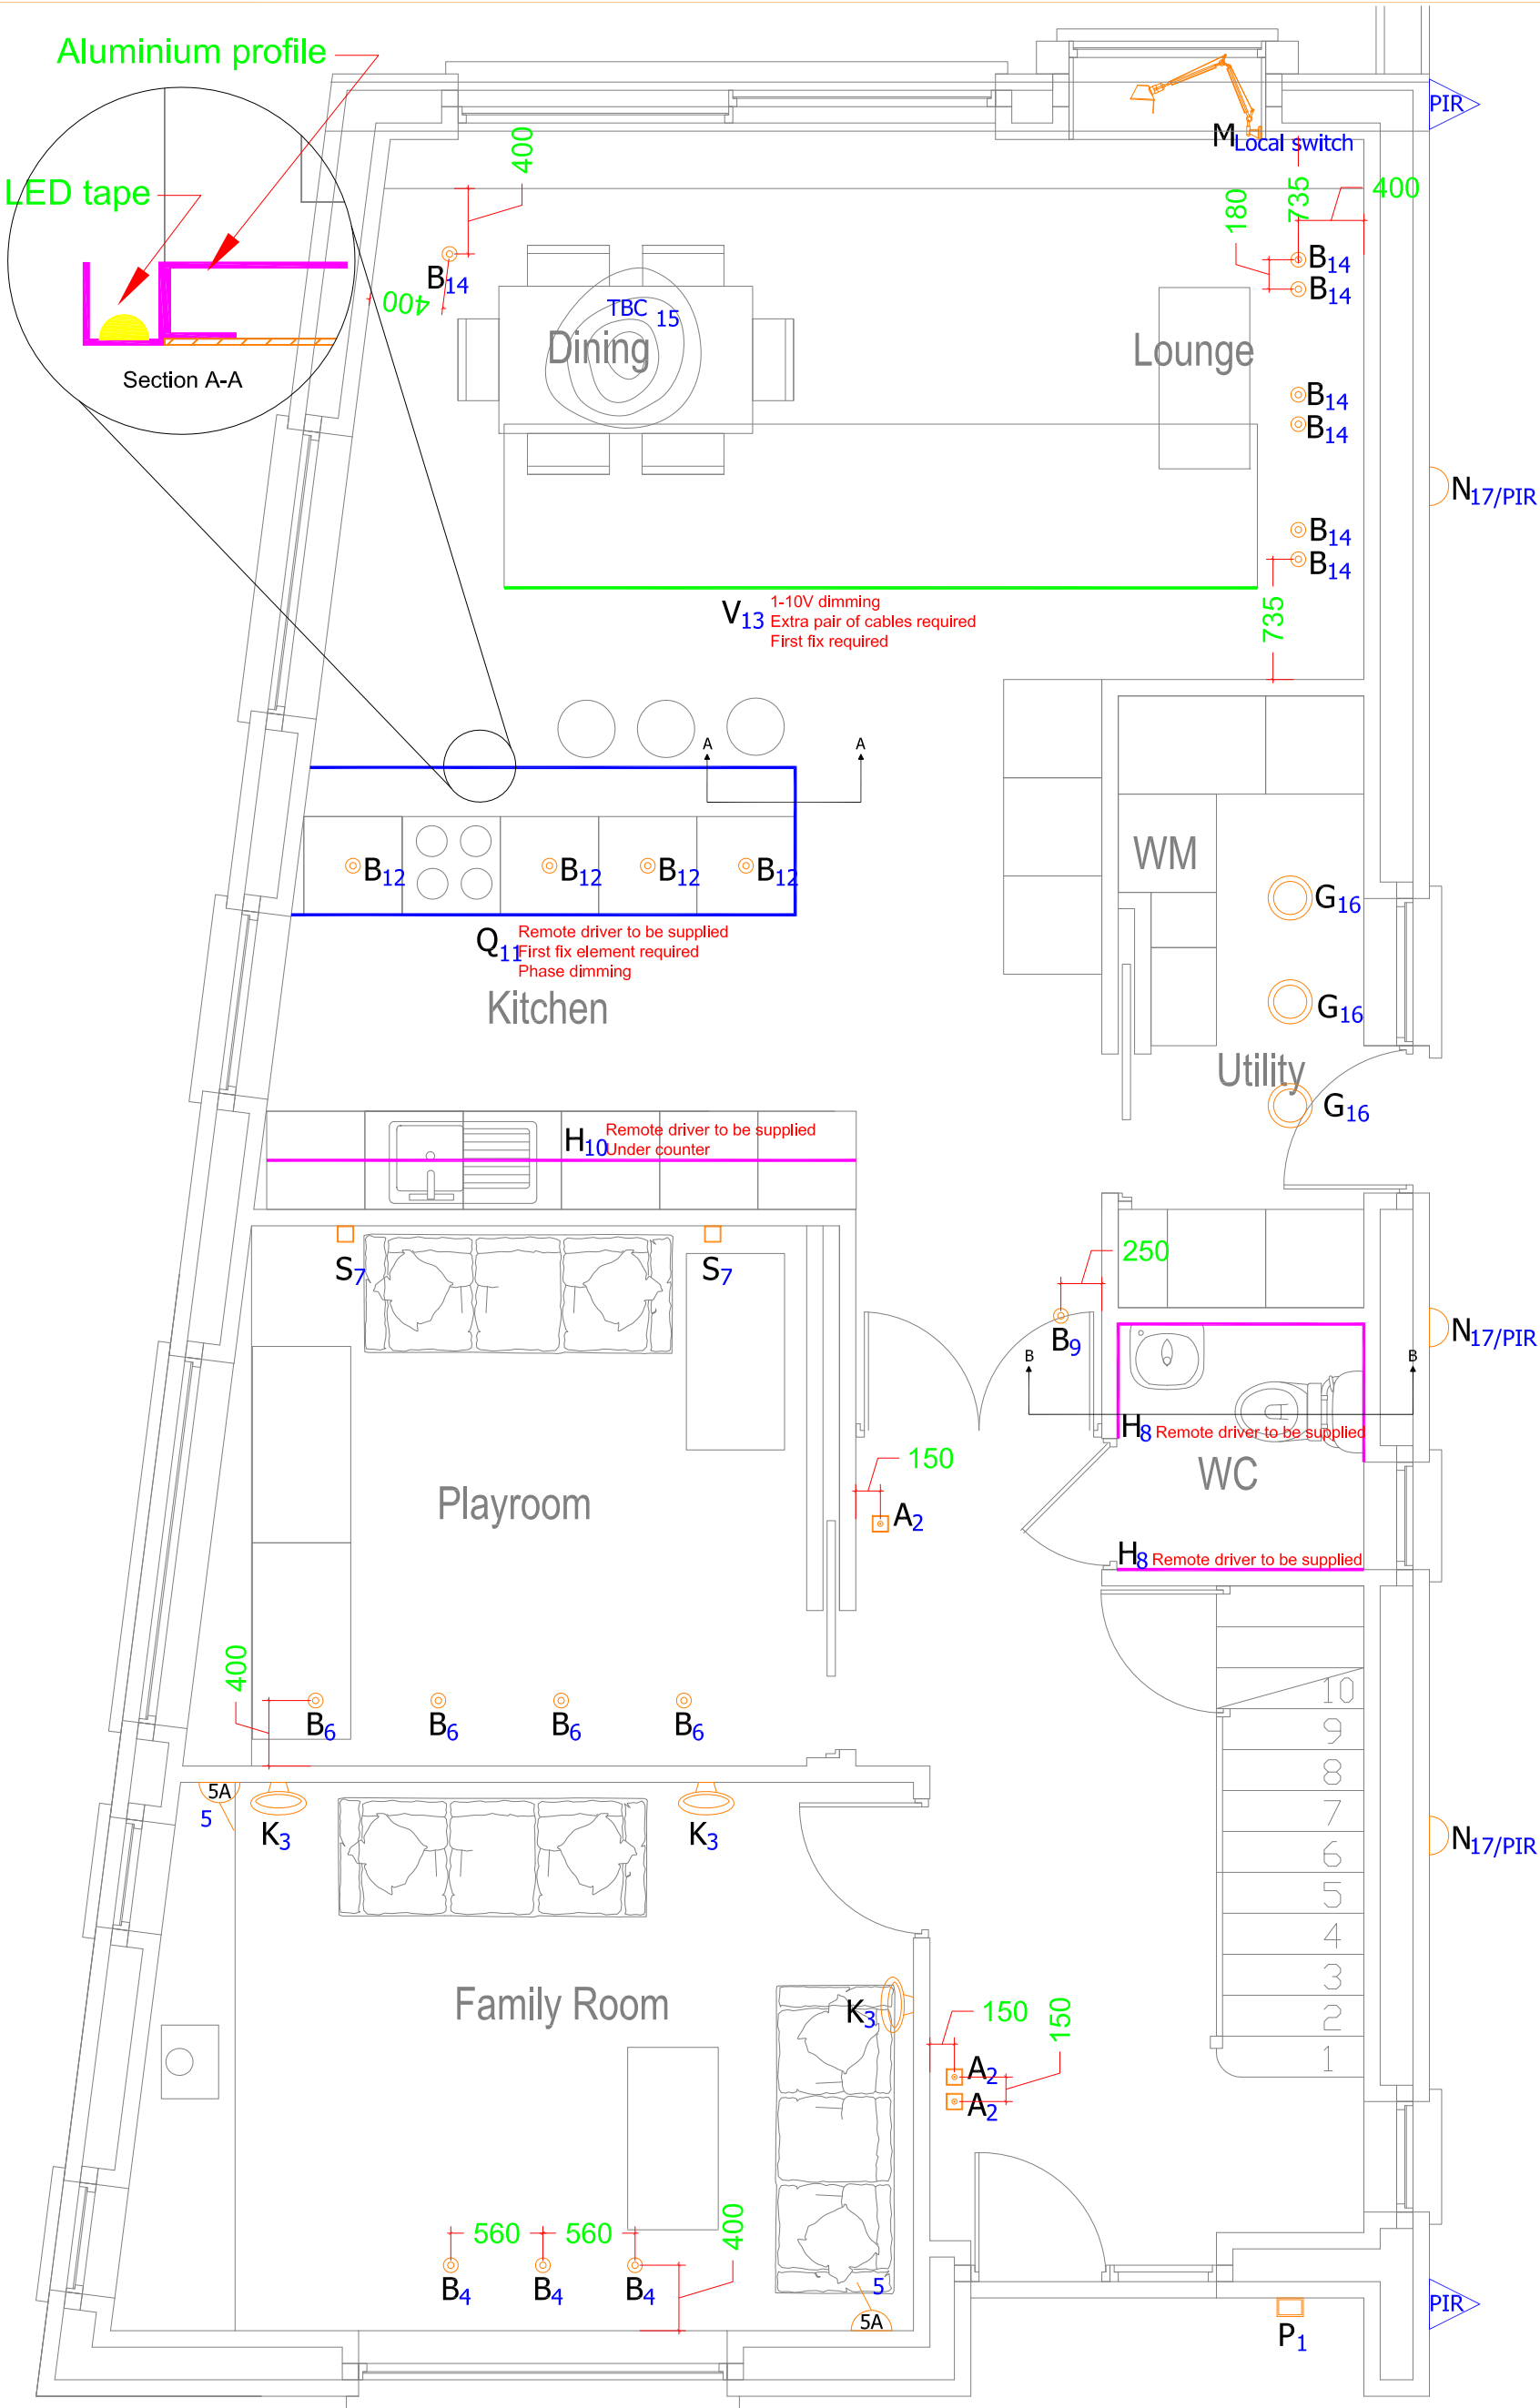 Aluminium profile
LED tape
Section A-A
PIR
M Local switch
400
735
180
400
B14
400
B14
B14
TBC 15
Dining
Lounge
B14
B14
N17/PIR
B14
B14
V13
1-10V dimming
Extra pair of cables required
First fix required
735
A
A
B12
B12
B12
B12
WM
G16
Q11
Remote driver to be supplied
First fix element required
Phase dimming
Kitchen
G16
Utility
G16
H10
Remote driver to be supplied
Under counter
250
S7
S7
B9
N17/PIR
B
B
H8 Remote driver to be supplied
WC
150
Playroom
A2
H8 Remote driver to be supplied
400
B6
B6
B6
B6
10
9
8
7
6
5
4
3
2
1
5A
5
K3
K3
N17/PIR
Family Room
K3
150
150
A2
A2
560
560
400
B4
B4
B4
5
5A
PIR
P1